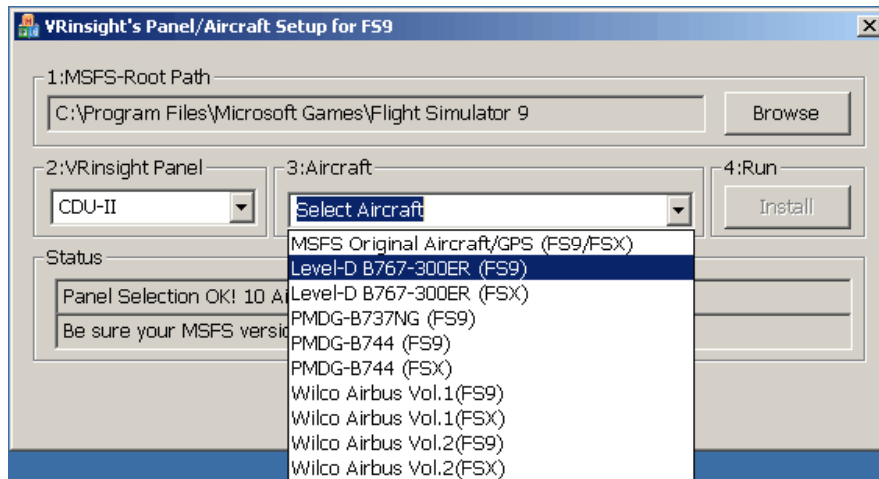 VRinsight's Panel/Aircraft Setup for FS9
1:MSFS-Root Path
C:\Program Files\Microsoft Games\Flight Simulator 9
Browse
2:VRinsight Panel
3:Aircraft
4:Run
CDU-II
Select Aircraft
Install
MSFS Original Aircraft/GPS (FS9/FSX)
Level-D B767-300ER (FS9)
Level-D B767-300ER (FSX)
PMDG-B737NG (FS9)
PMDG-B744 (FS9)
PMDG-B744 (FSX)
Wilco Airbus Vol.1(FS9)
Wilco Airbus Vol.1(FSX)
Wilco Airbus Vol.2(FS9)
Wilco Airbus Vol.2(FSX)
Status
Panel Selection OK! 10 Ai
Be sure your MSFS versi